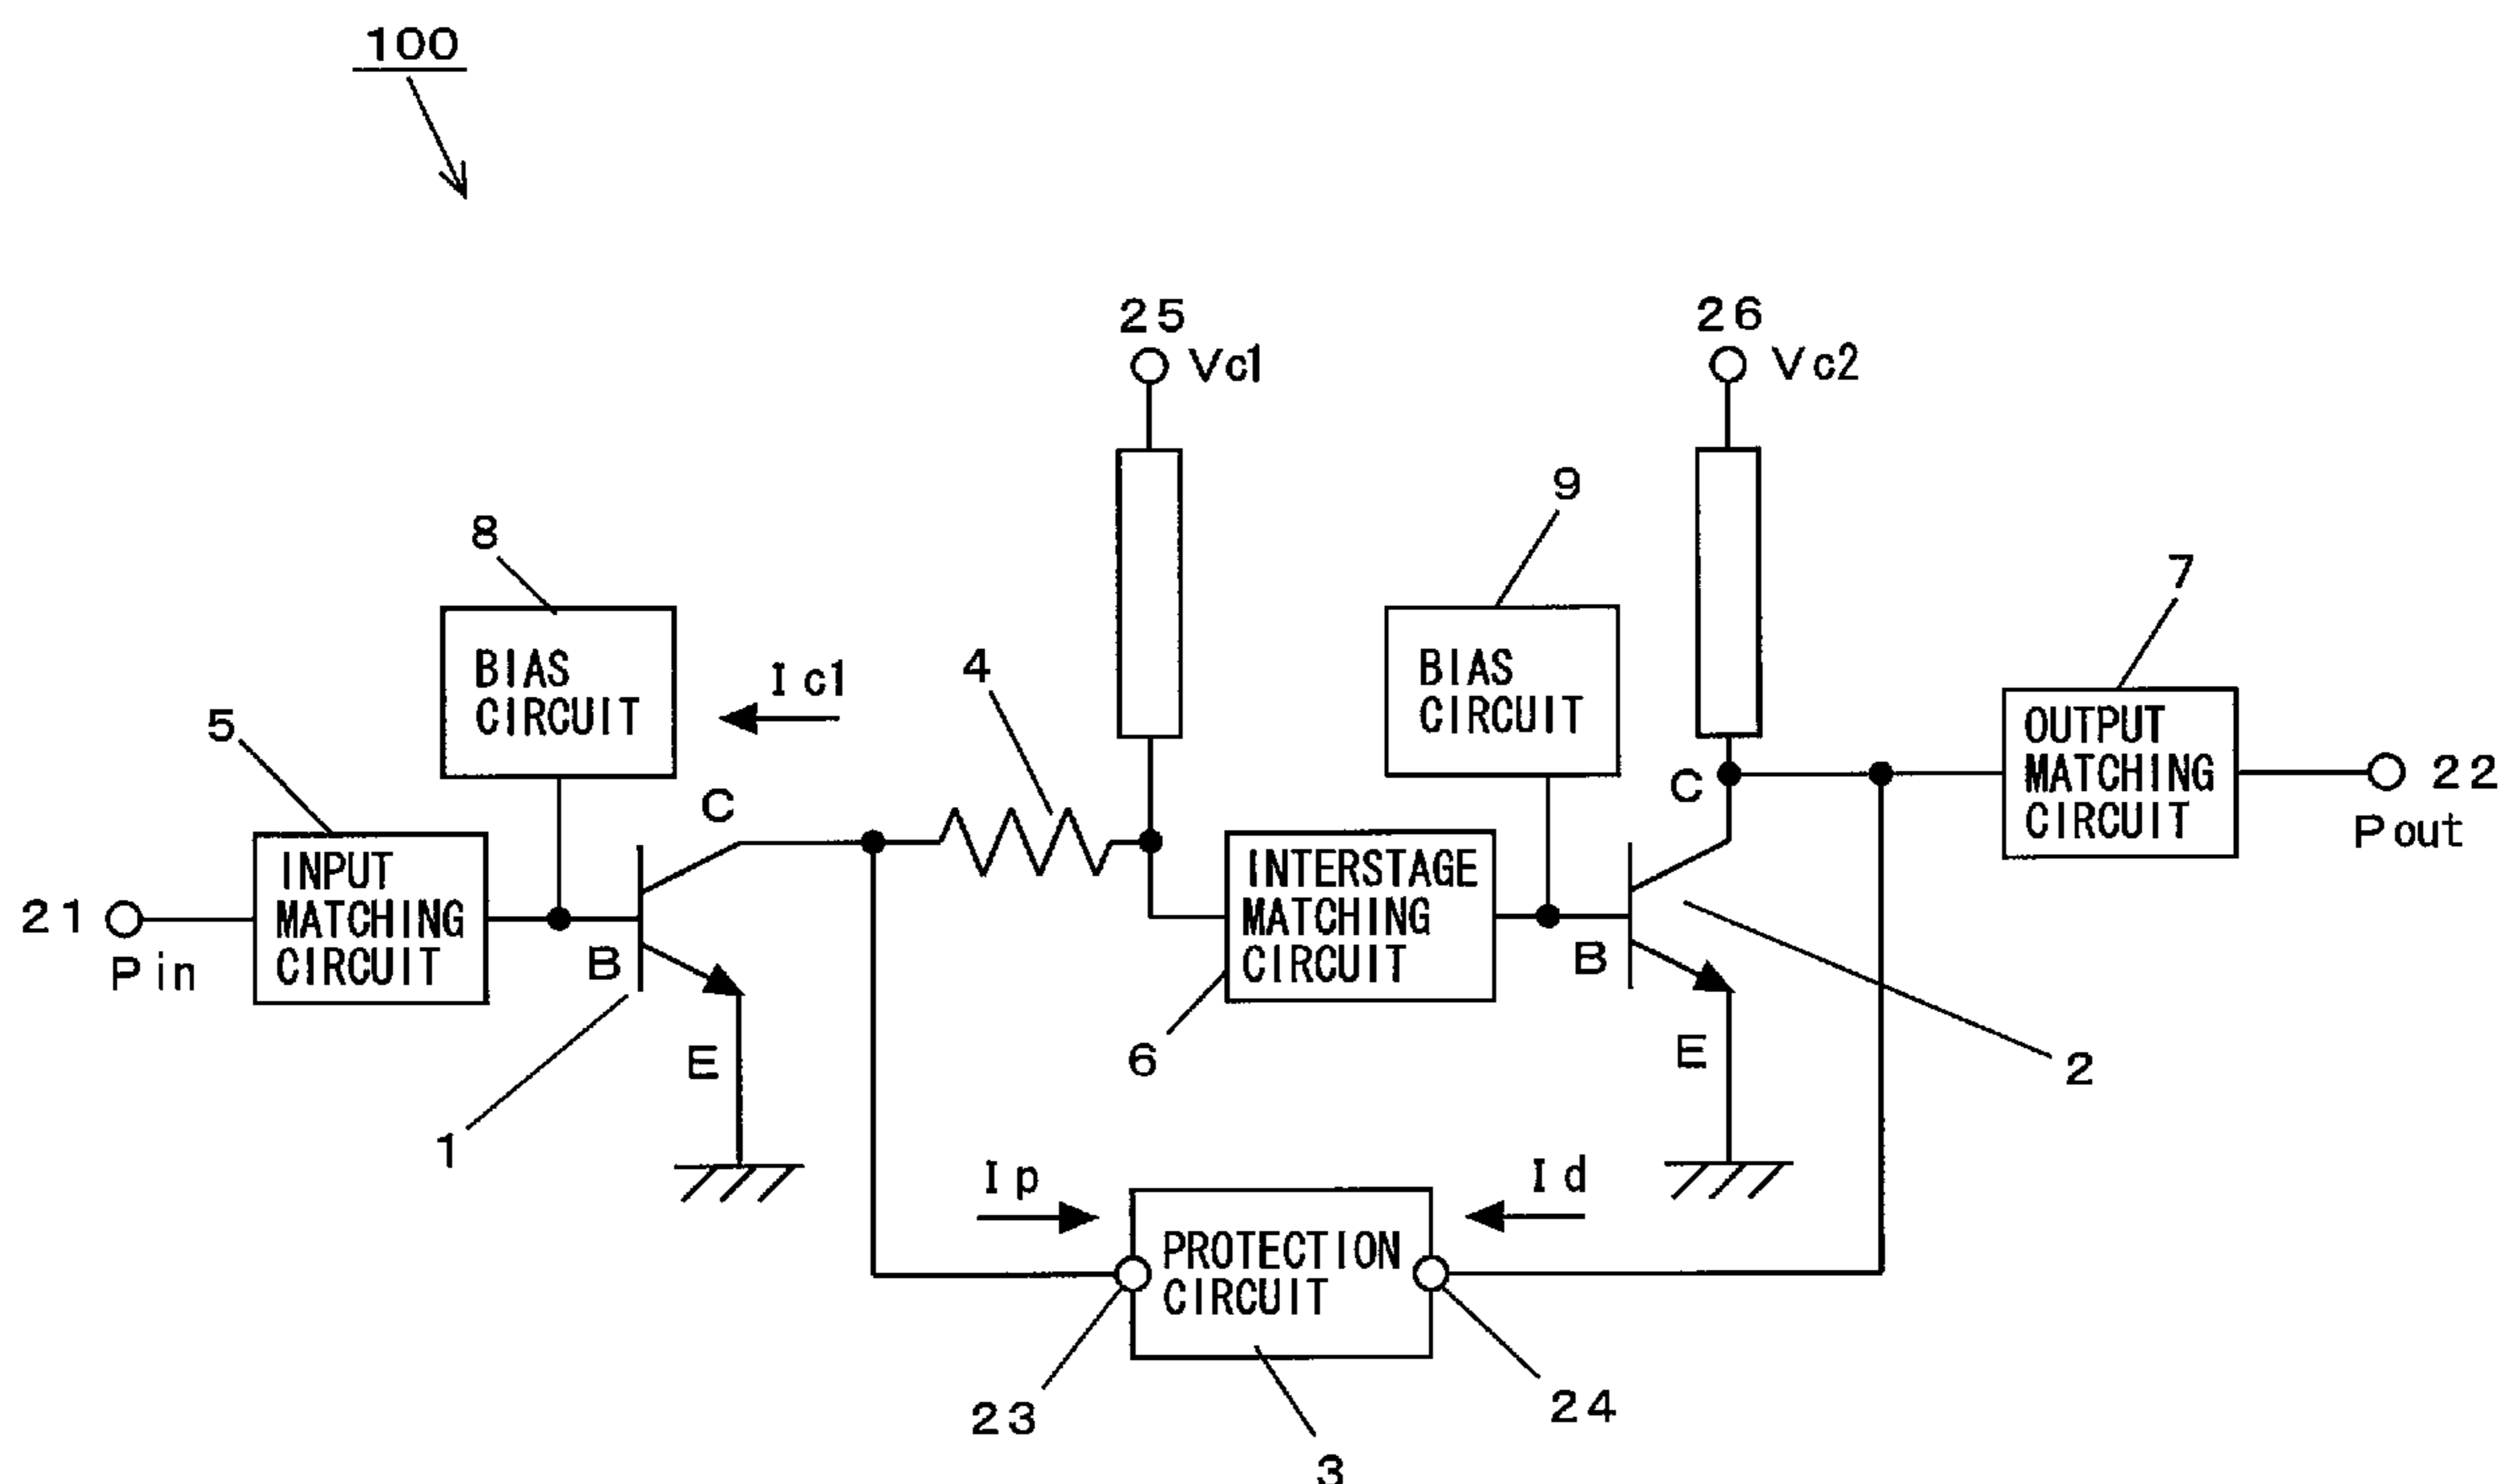 100
25
Vc1
26
Vc2
9
8
7
4
Ic1
5
BIAS
CIRCUIT
BIAS
CIRCUIT
OUTPUT
MATCHING
CIRCUIT
C
C
22
Pout
INPUT
MATCHING
CIRCUIT
INTERSTAGE
MATCHING
CIRCUIT
21
Pin
B
B
E
E
6
2
1
Ip
Id
PROTECTION
CIRCUIT
23
24
3